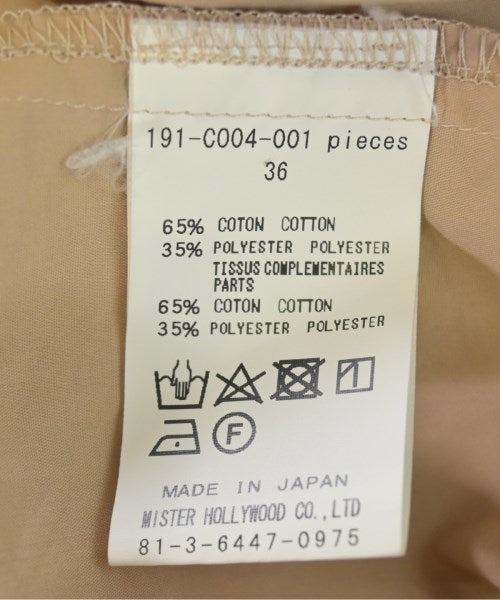 191-C004-001 pieces
36
65% COTON COTTON
35% POLYESTER POLYESTER
TISSUS COMPLEMENTAIRES
PARTS
65% COTON COTTON
35% POLYESTER POLYESTER
F
MADE IN JAPAN
MISTER HOLLYWOOD CO.,LTD
81-3-6447-0975